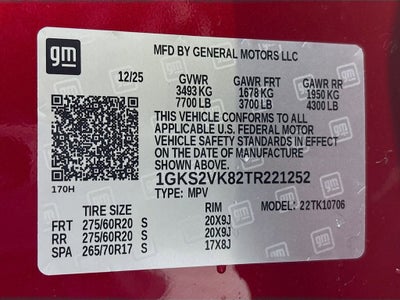 gm
MFD BY GENERAL MOTORS LLC
12/25 GVWR GAWR FRT GAWR RR
3493 KG 1678 KG 1950 KG
7700 LB 3700 LB 4300 LB
THIS VEHICLE CONFORMS TO ALL
APPLICABLE U.S. FEDERAL MOTOR
VEHICLE SAFETY STANDARDS IN EFFECT
ON THE DATE OF MANUFACTURE
SHOWN ABOVE.
170H
1GKS2VK82TR221252
TYPE: MPV MODEL: 22TK10706
TIRE SIZE RIM
FRT 275/60R20 S 20X9J
RR 275/60R20 S 20X9J
SPA 265/70R17 S 17X8J